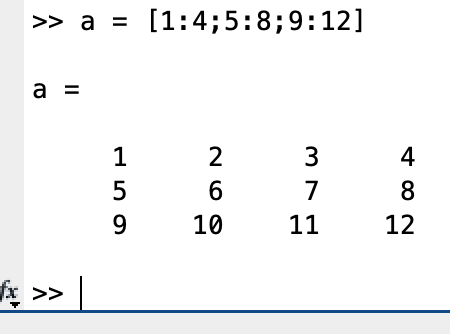 >> a = [1:4;5:8;9:12]
a =
1 2 3 4
5 6 7 8
9 10 11 12
fx >>